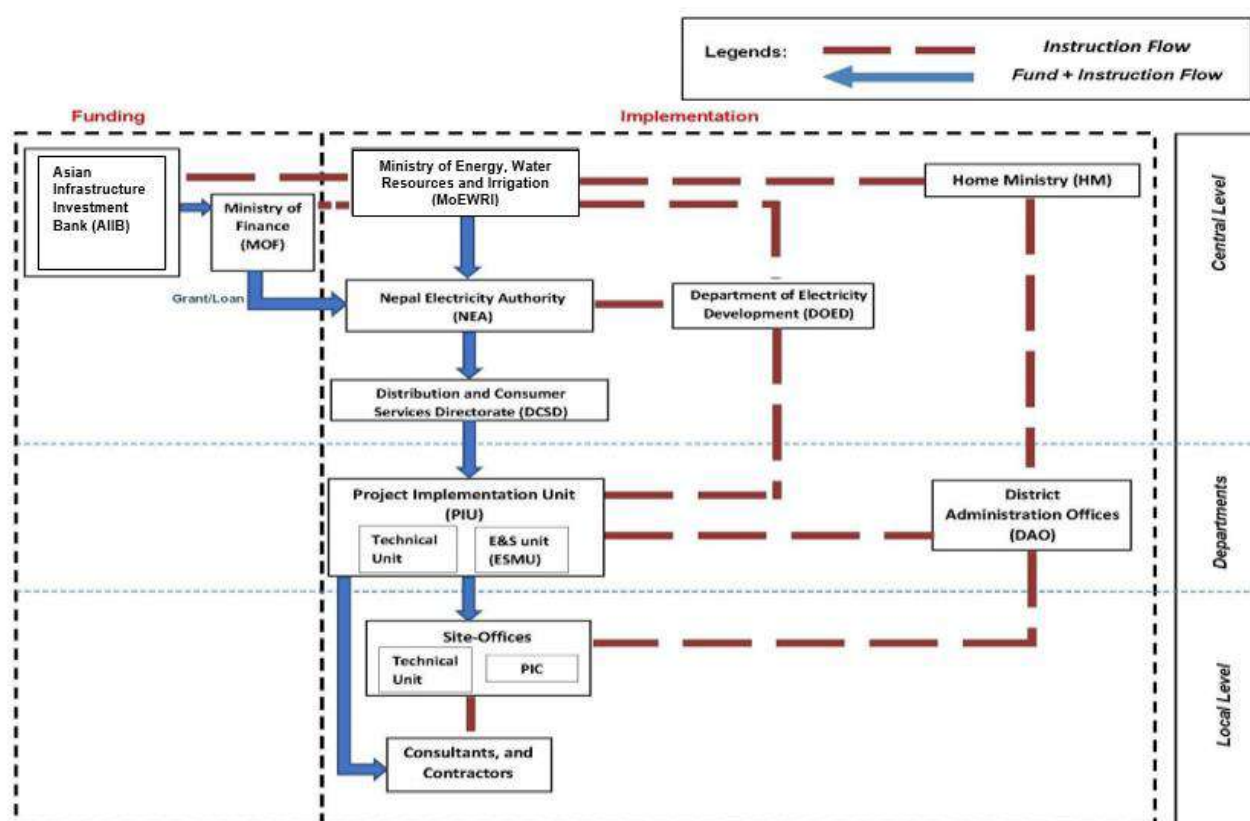 Legends:
Instruction Flow
Fund + Instruction Flow
Funding
Implementation
Asian
Infrastructure
Investment
Bank (AIIB)
Ministry of
Finance
(MOF)
Grant/Loan
Ministry of Energy, Water
Resources and Irrigation
(MoEWRI)
Home Ministry (HM)
Central Level
Nepal Electricity Authority
(NEA)
Department of Electricity
Development (DOED)
Distribution and Consumer
Services Directorate (DCSD)
Project Implementation Unit
(PIU)
Technical
Unit
E&S unit
(ESMU)
District
Administration Offices
(DAO)
Departments
Site-Offices
Technical
Unit
PIC
Consultants, and
Contractors
Local Level